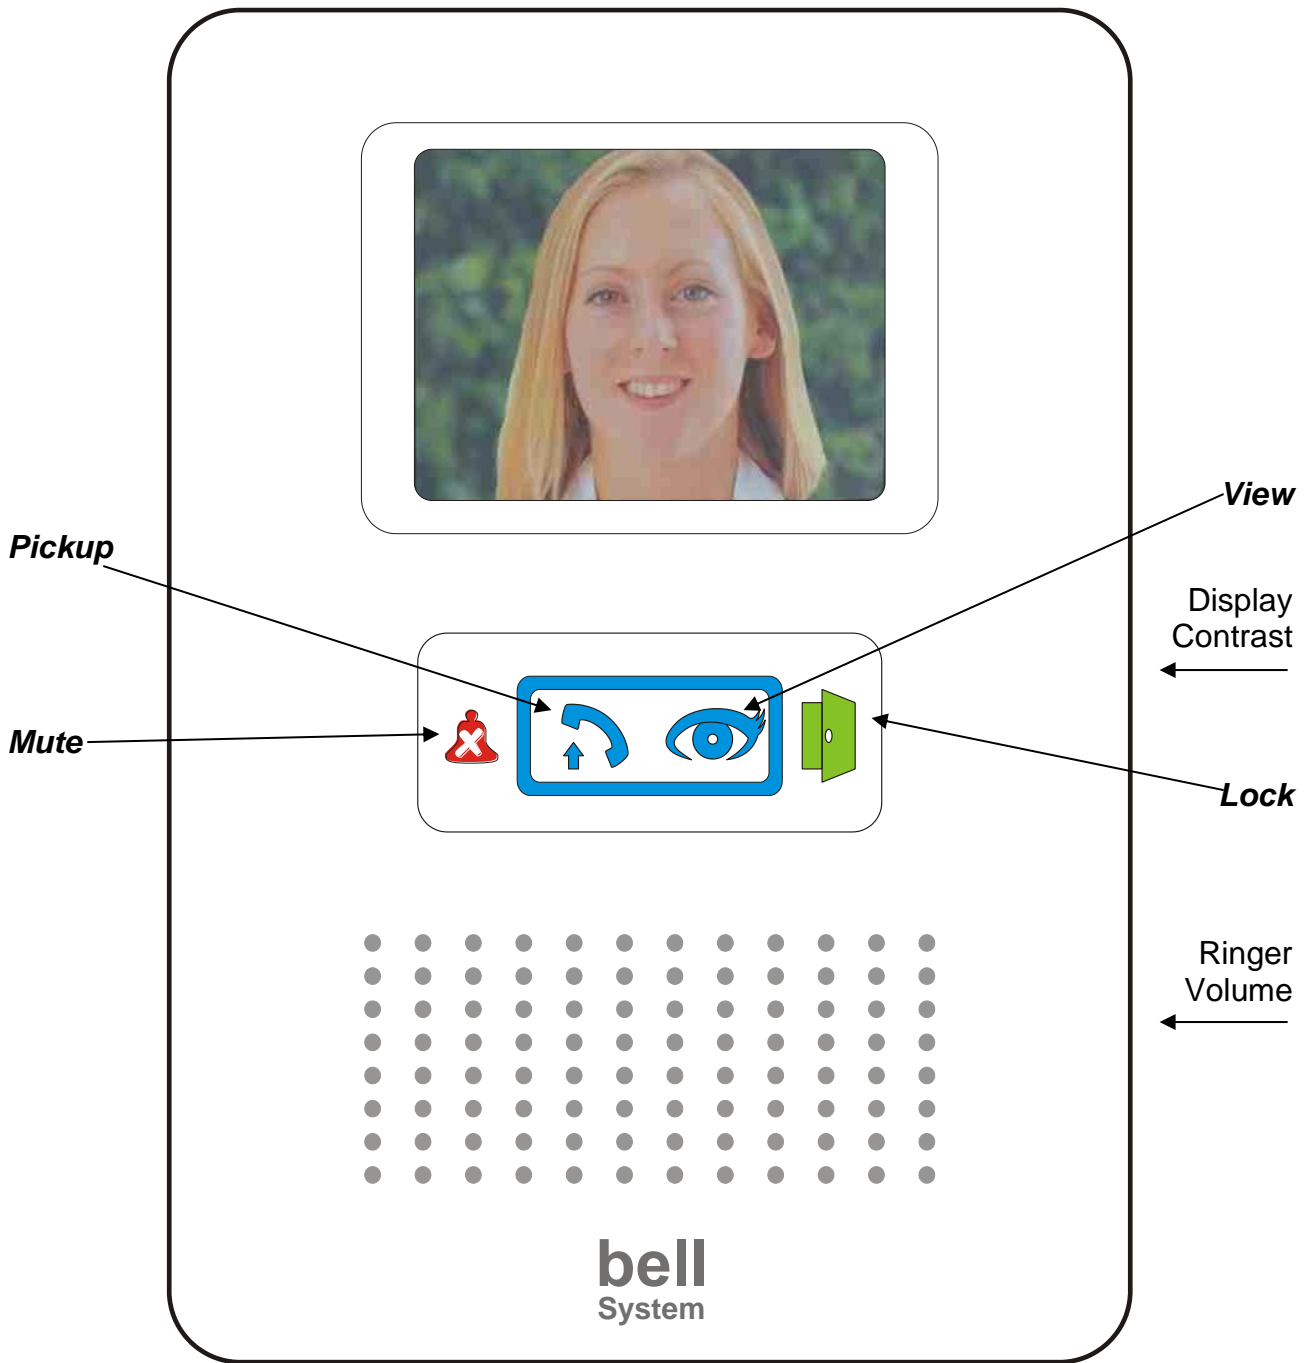 View
Pickup
Display
Contrast
Mute
Lock
Ringer
Volume
bell
System